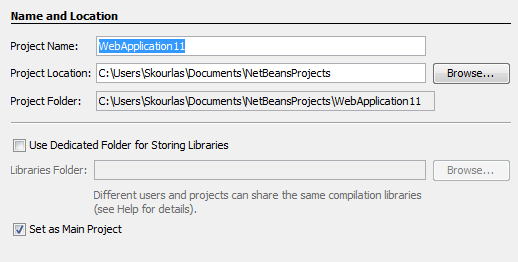 Name and Location
Project Name: WebApplication11
Project Location: C:\Users\Skourlas\Documents\NetBeansProjects Browse...
Project Folder: C:\Users\Skourlas\Documents\NetBeansProjects\WebApplication11
Use Dedicated Folder for Storing Libraries
Libraries Folder: Browse...
Different users and projects can share the same compilation libraries
(see Help for details).
Set as Main Project